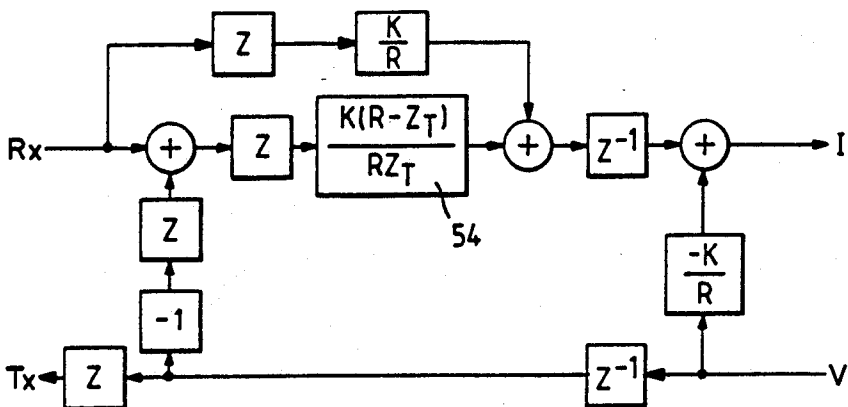 Z
K
R
Rx
+
Z
K(R-Z_T)
RZ_T
+
Z⁻¹
+
I
54
Z
-K
R
-1
Tx
Z
Z⁻¹
V